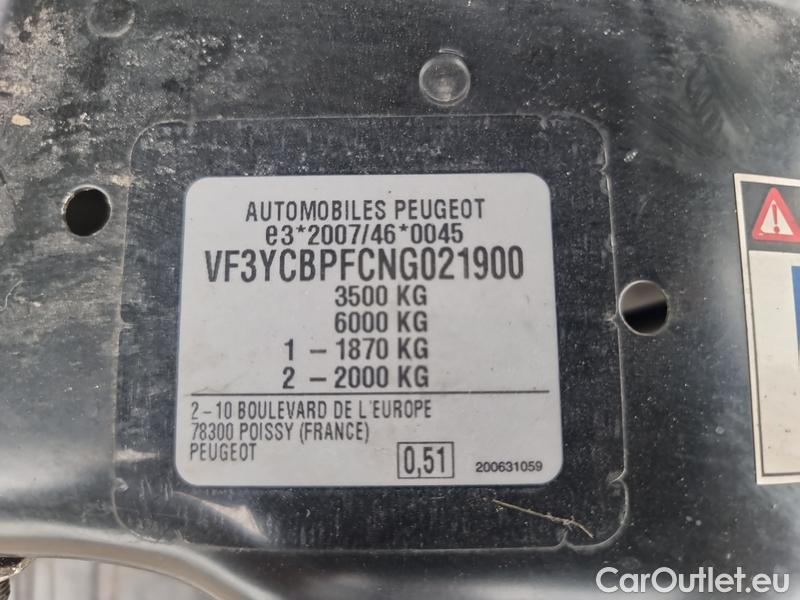 AUTOMOBILES PEUGEOT
e3*2007/46*0045
VF3YCBPFCNG021900
3500 KG
6000 KG
1 - 1870 KG
2 - 2000 KG
2-10 BOULEVARD DE L'EUROPE
78300 POISSY (FRANCE)
PEUGEOT
0,51
200631059
CarOutlet.eu